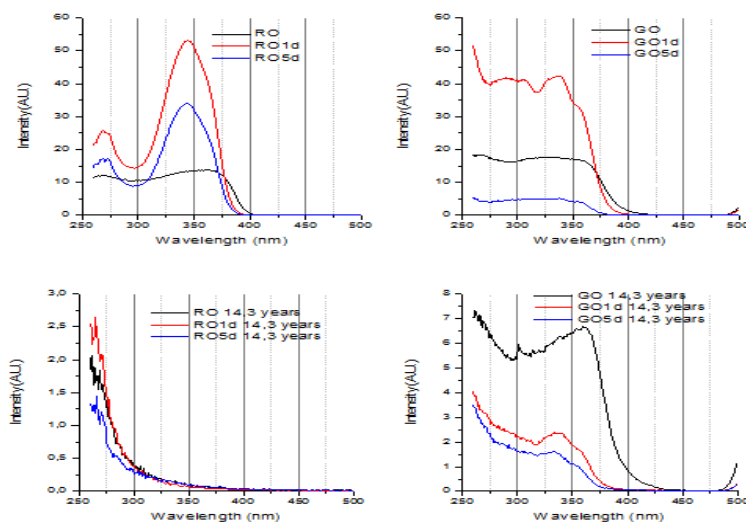 60
50
40
30
20
10
0
Intensity(A.U.)
RO
RO1d
RO5d
250 300 350 400 450 500
Wavelength (nm)
60
50
40
30
20
10
0
Intensity(A.U.)
GO
GO1d
GO5d
250 300 350 400 450 500
Wavelength (nm)
3,0
2,5
2,0
1,5
1,0
0,5
0,0
Intensity(A.U.)
RO 14,3 years
RO1d 14,3 years
RO5d 14,3 years
250 300 350 400 450 500
Wavelength (nm)
8
7
6
5
4
3
2
1
0
Intensity(A.U.)
GO 14,3 years
GO1d 14,3 years
GO5d 14,3 years
250 300 350 400 450 500
Wavelength (nm)